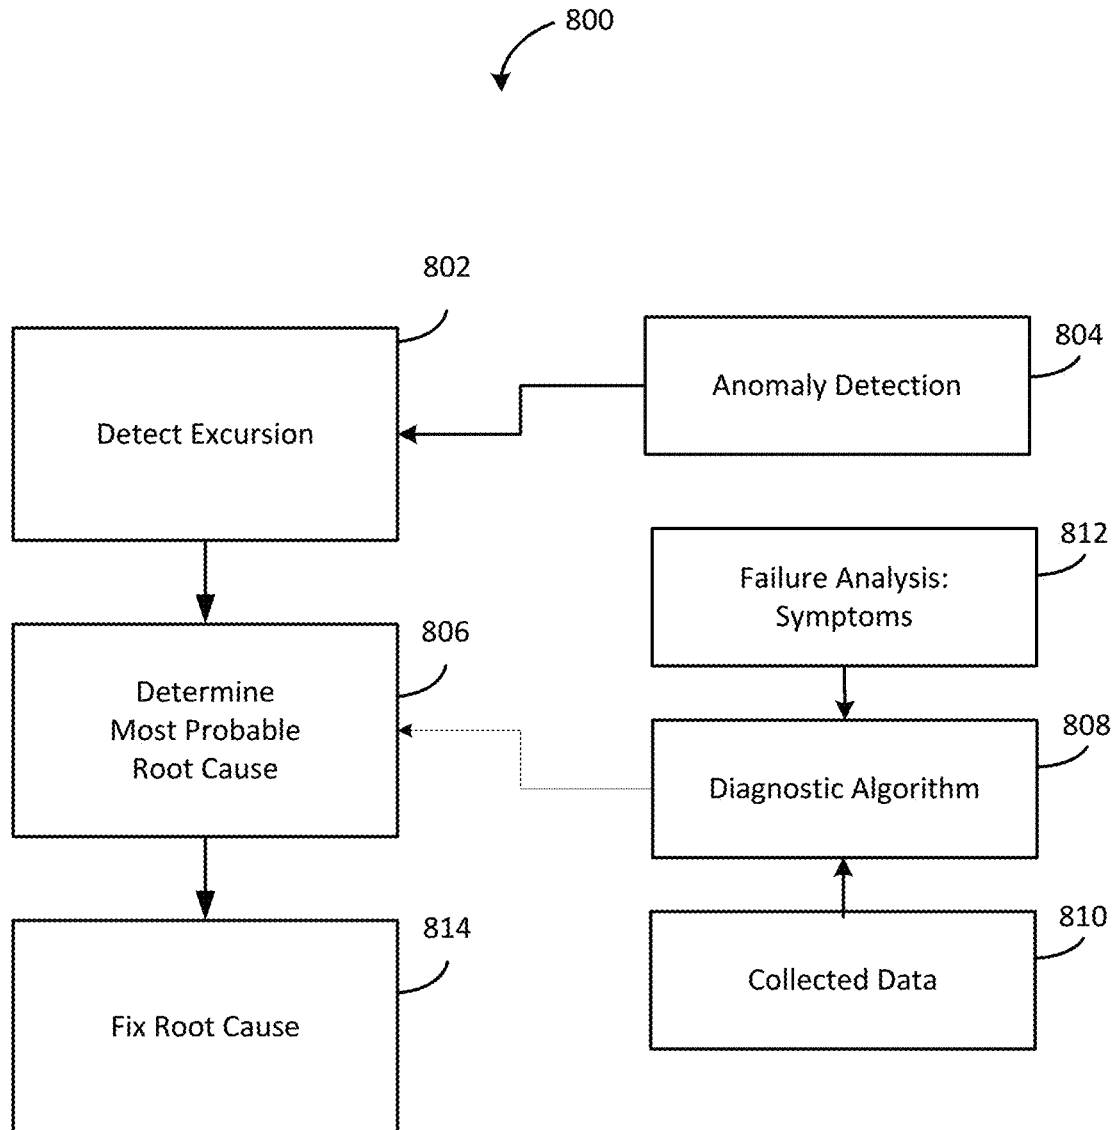 800
802
Detect Excursion
804
Anomaly Detection
812
Failure Analysis:
Symptoms
806
Determine
Most Probable
Root Cause
808
Diagnostic Algorithm
814
Fix Root Cause
810
Collected Data